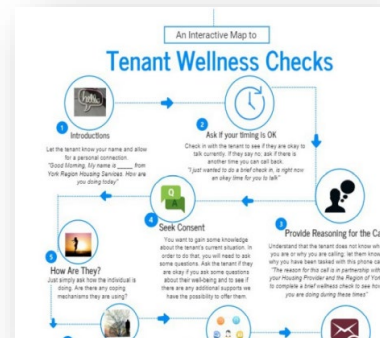 An Interactive Map to
Tenant Wellness Checks
hello
1
Introductions
Let the tenant know your name and allow
for a personal connection.
"Good Morning, My name is _____ from
York Region Housing Services. How are
you doing today"
2
Ask if your timing is OK
Check in with the tenant to see if they are okay to
talk currently. If they say no, ask if there is
another time you can call back.
"I just wanted to do a brief check in, is right now
an okay time for you to talk"
3
Provide Reasoning for the Ca
Understand that the tenant does not know wh
you are or why you are calling; let them know
why you have been tasked with this phone ca
"The reason for this call is in partnership with
your Housing Provider and the Region of Yor
to complete a brief wellness check to see how
you are doing during these times"
Q
A
4
Seek Consent
You want to gain some knowledge
about the tenant's current situation. In
order to do that, you will need to ask
some questions. Ask the tenant if they
are okay if you ask some questions
about their well-being and to see if
there are any additional supports we
have the possibility to offer them.
5
How Are They?
Just simply ask how the individual is
doing. Are there any coping
mechanisms they are using?